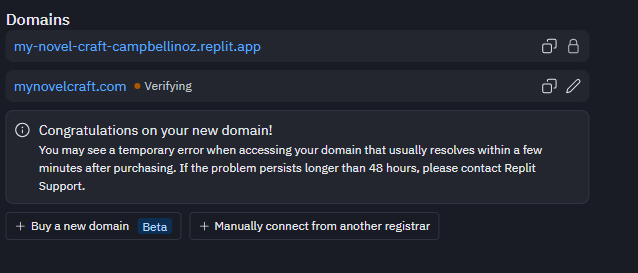 Domains
my-novel-craft-campbellinoz.replit.app
mynovelcraft.com Verifying
Congratulations on your new domain!
You may see a temporary error when accessing your domain that usually resolves within a few
minutes after purchasing. If the problem persists longer than 48 hours, please contact Replit
Support.
+ Buy a new domain Beta + Manually connect from another registrar